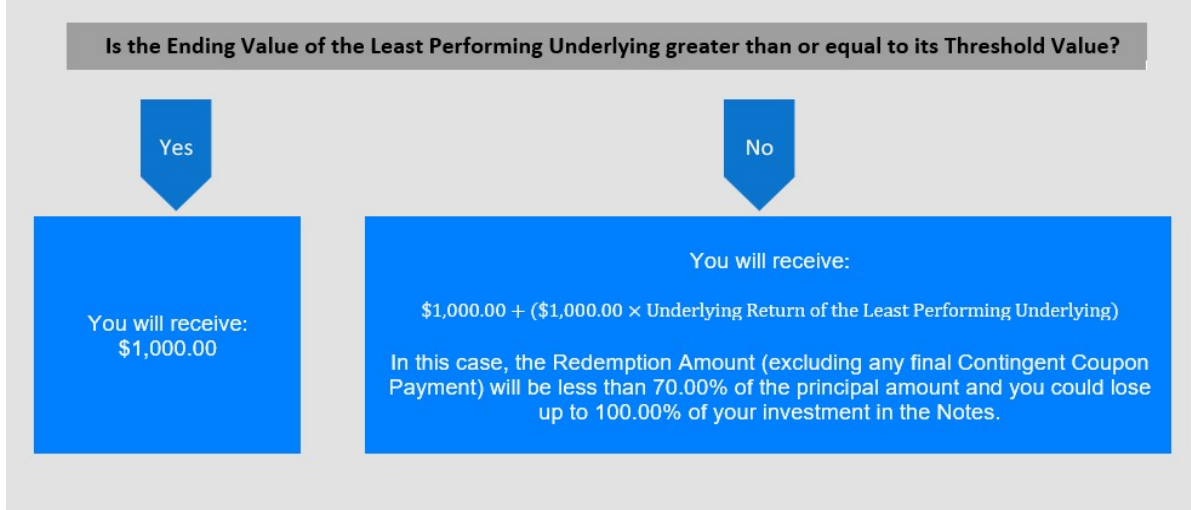 Is the Ending Value of the Least Performing Underlying greater than or equal to its Threshold Value?
Yes
No
You will receive:
$1,000.00
You will receive:
$1,000.00 + ($1,000.00 × Underlying Return of the Least Performing Underlying)
In this case, the Redemption Amount (excluding any final Contingent Coupon
Payment) will be less than 70.00% of the principal amount and you could lose
up to 100.00% of your investment in the Notes.